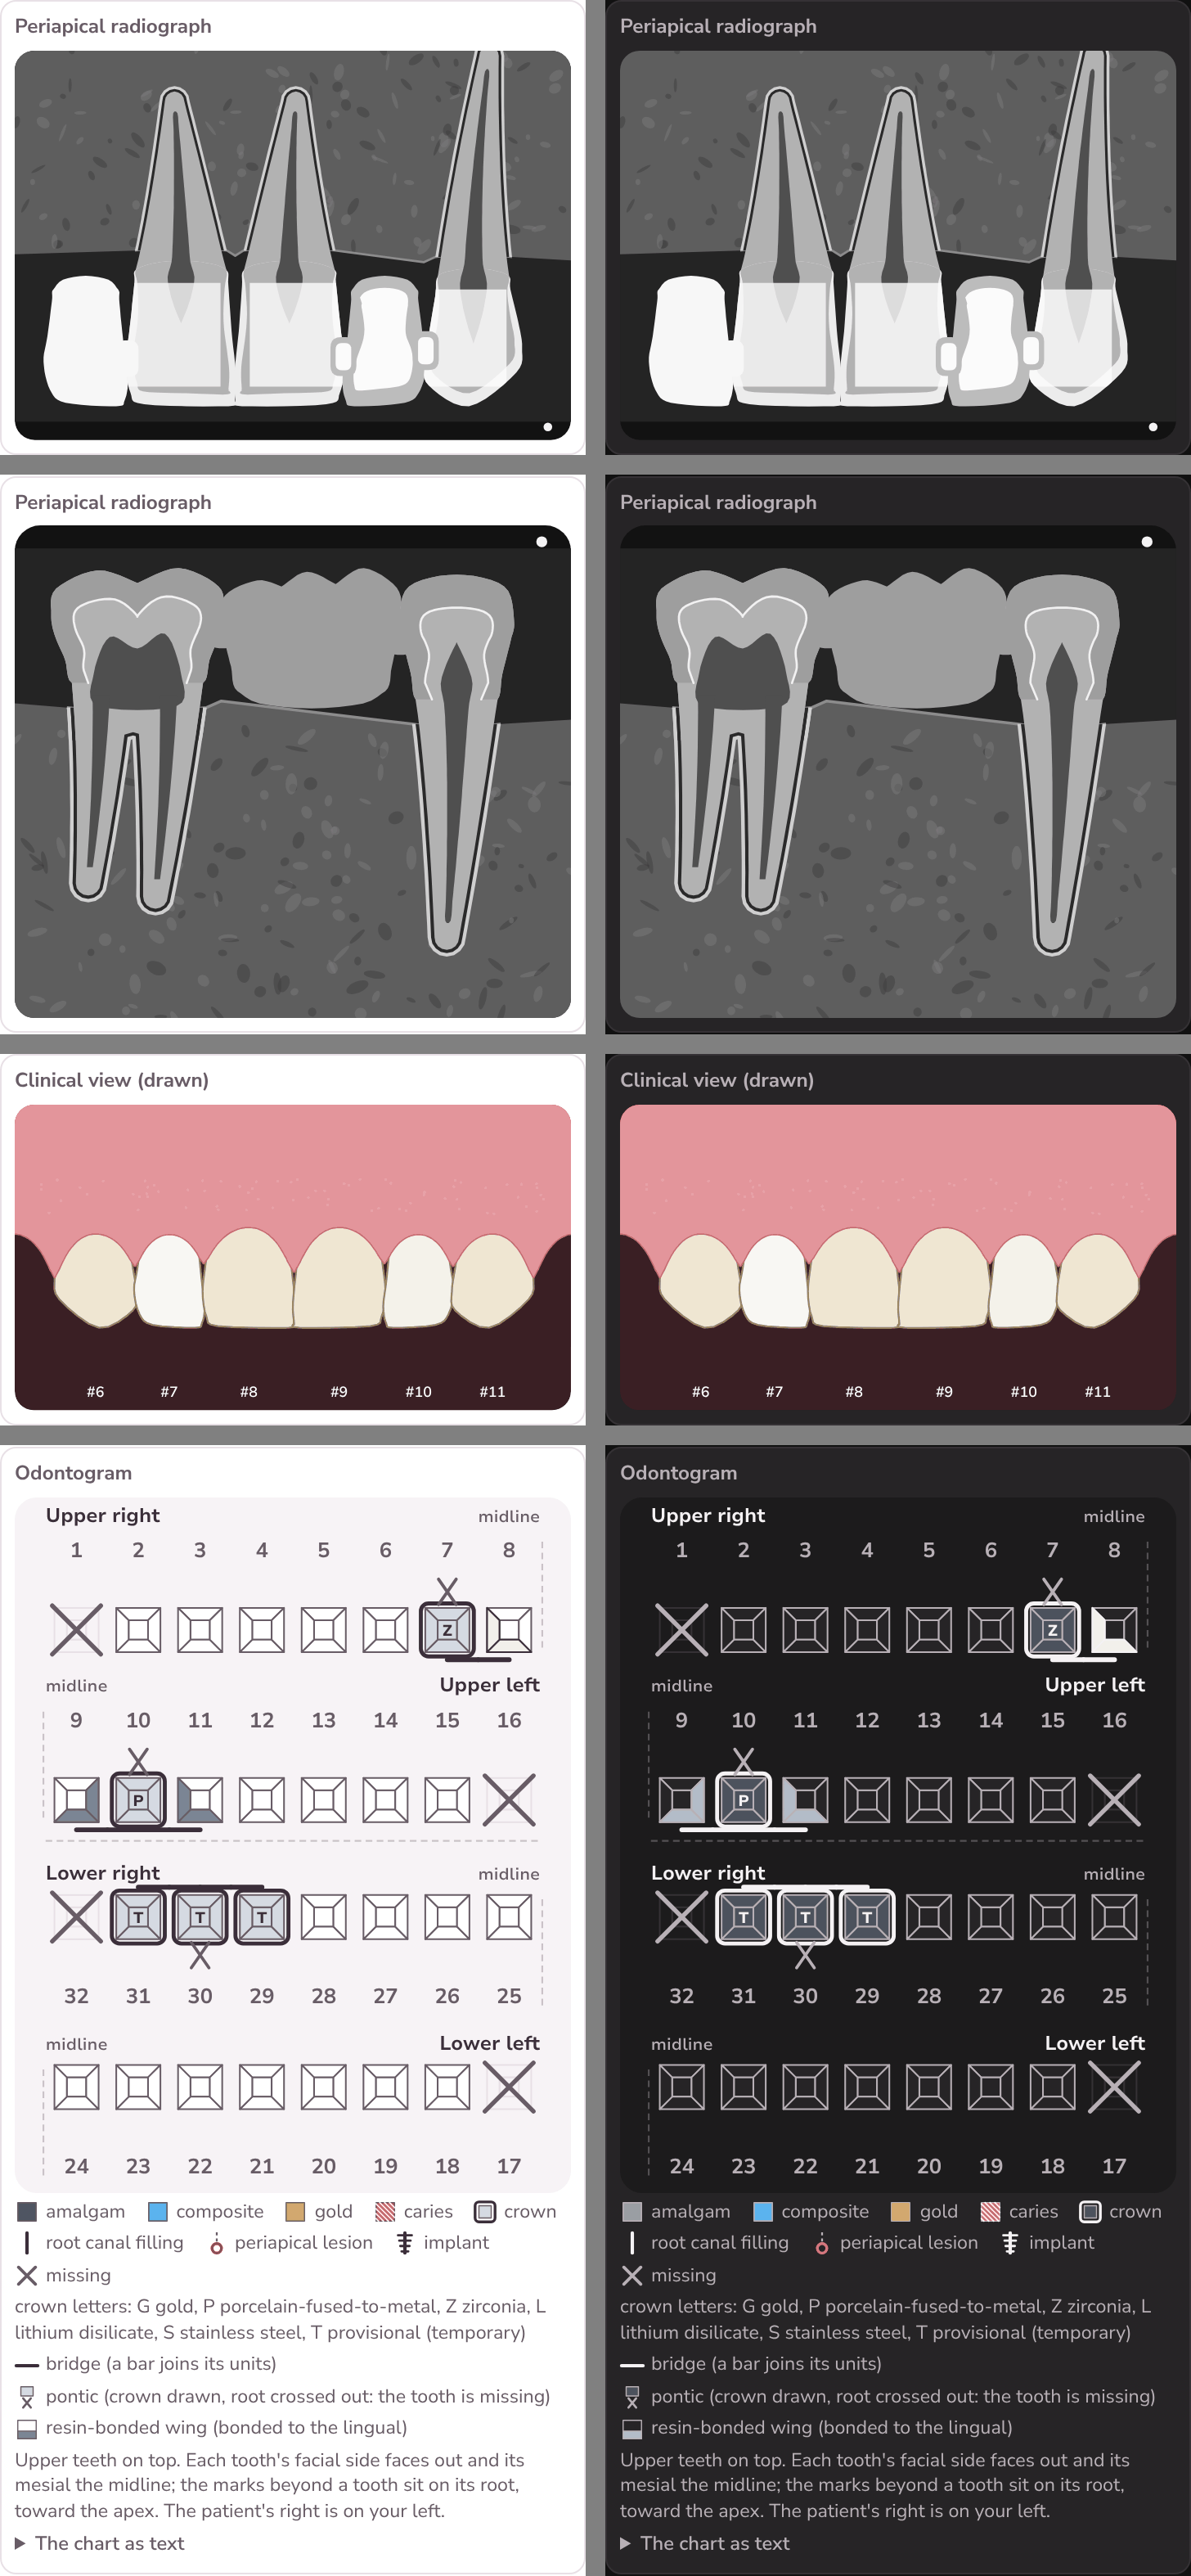 Periapical radiograph
Periapical radiograph
Periapical radiograph
Periapical radiograph
Clinical view (drawn)
#6 #7 #8 #9 #10 #11
Clinical view (drawn)
#6 #7 #8 #9 #10 #11
Odontogram
Upper right midline
1 2 3 4 5 6 7 8
Z
midline Upper left
9 10 11 12 13 14 15 16
P
Lower right midline
T T T
32 31 30 29 28 27 26 25
midline Lower left
24 23 22 21 20 19 18 17
amalgam composite gold caries crown
root canal filling periapical lesion implant
missing
crown letters: G gold, P porcelain-fused-to-metal, Z zirconia, L
lithium disilicate, S stainless steel, T provisional (temporary)
bridge (a bar joins its units)
pontic (crown drawn, root crossed out: the tooth is missing)
resin-bonded wing (bonded to the lingual)
Upper teeth on top. Each tooth's facial side faces out and its
mesial the midline; the marks beyond a tooth sit on its root,
toward the apex. The patient's right is on your left.
The chart as text
Odontogram
Upper right midline
1 2 3 4 5 6 7 8
Z
midline Upper left
9 10 11 12 13 14 15 16
P
Lower right midline
T T T
32 31 30 29 28 27 26 25
midline Lower left
24 23 22 21 20 19 18 17
amalgam composite gold caries crown
root canal filling periapical lesion implant
missing
crown letters: G gold, P porcelain-fused-to-metal, Z zirconia, L
lithium disilicate, S stainless steel, T provisional (temporary)
bridge (a bar joins its units)
pontic (crown drawn, root crossed out: the tooth is missing)
resin-bonded wing (bonded to the lingual)
Upper teeth on top. Each tooth's facial side faces out and its
mesial the midline; the marks beyond a tooth sit on its root,
toward the apex. The patient's right is on your left.
The chart as text